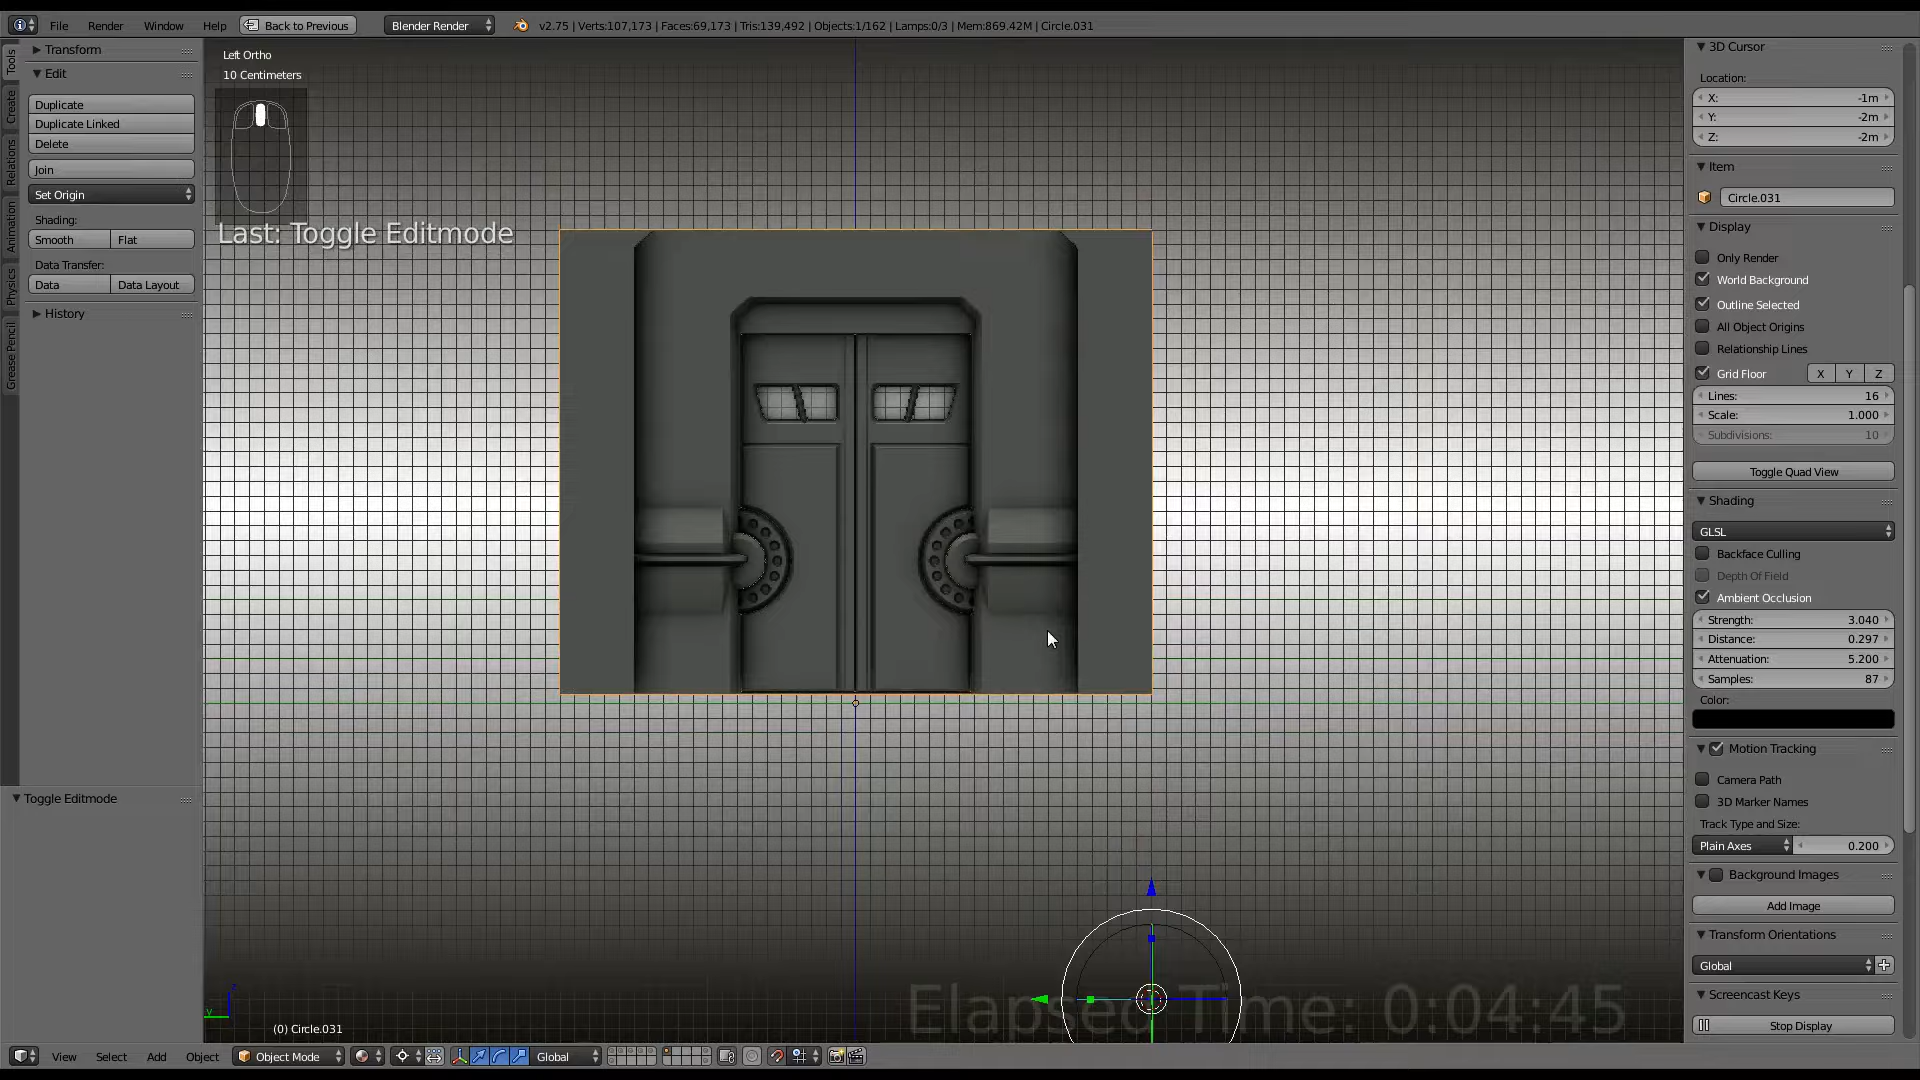 File Render Window Help Back to Previous Blender Render v2.75 | Verts:107,173 | Faces:69,173 | Tris:139,492 | Objects:1/162 | Lamps:0/3 | Mem:869.42M | Circle.031
Tools
Create
Relations
Animation
Physics
Grease Pencil
Transform
Edit
Duplicate
Duplicate Linked
Delete
Join
Set Origin
Shading:
Smooth Flat
Data Transfer:
Data Data Layout
History
Toggle Editmode
Left Ortho
10 Centimeters
Last: Toggle Editmode
Elapsed Time: 0:04:45
z
y
(0) Circle.031
3D Cursor
Location:
X: -1m
Y: -2m
Z: -2m
Item
Circle.031
Display
Only Render
World Background
Outline Selected
All Object Origins
Relationship Lines
Grid Floor X Y Z
Lines: 16
Scale: 1.000
Subdivisions: 10
Toggle Quad View
Shading
GLSL
Backface Culling
Depth Of Field
Ambient Occlusion
Strength: 3.040
Distance: 0.297
Attenuation: 5.200
Samples: 87
Color:
Motion Tracking
Camera Path
3D Marker Names
Track Type and Size:
Plain Axes 0.200
Background Images
Add Image
Transform Orientations
Global
Screencast Keys
Stop Display
View Select Add Object Object Mode Global